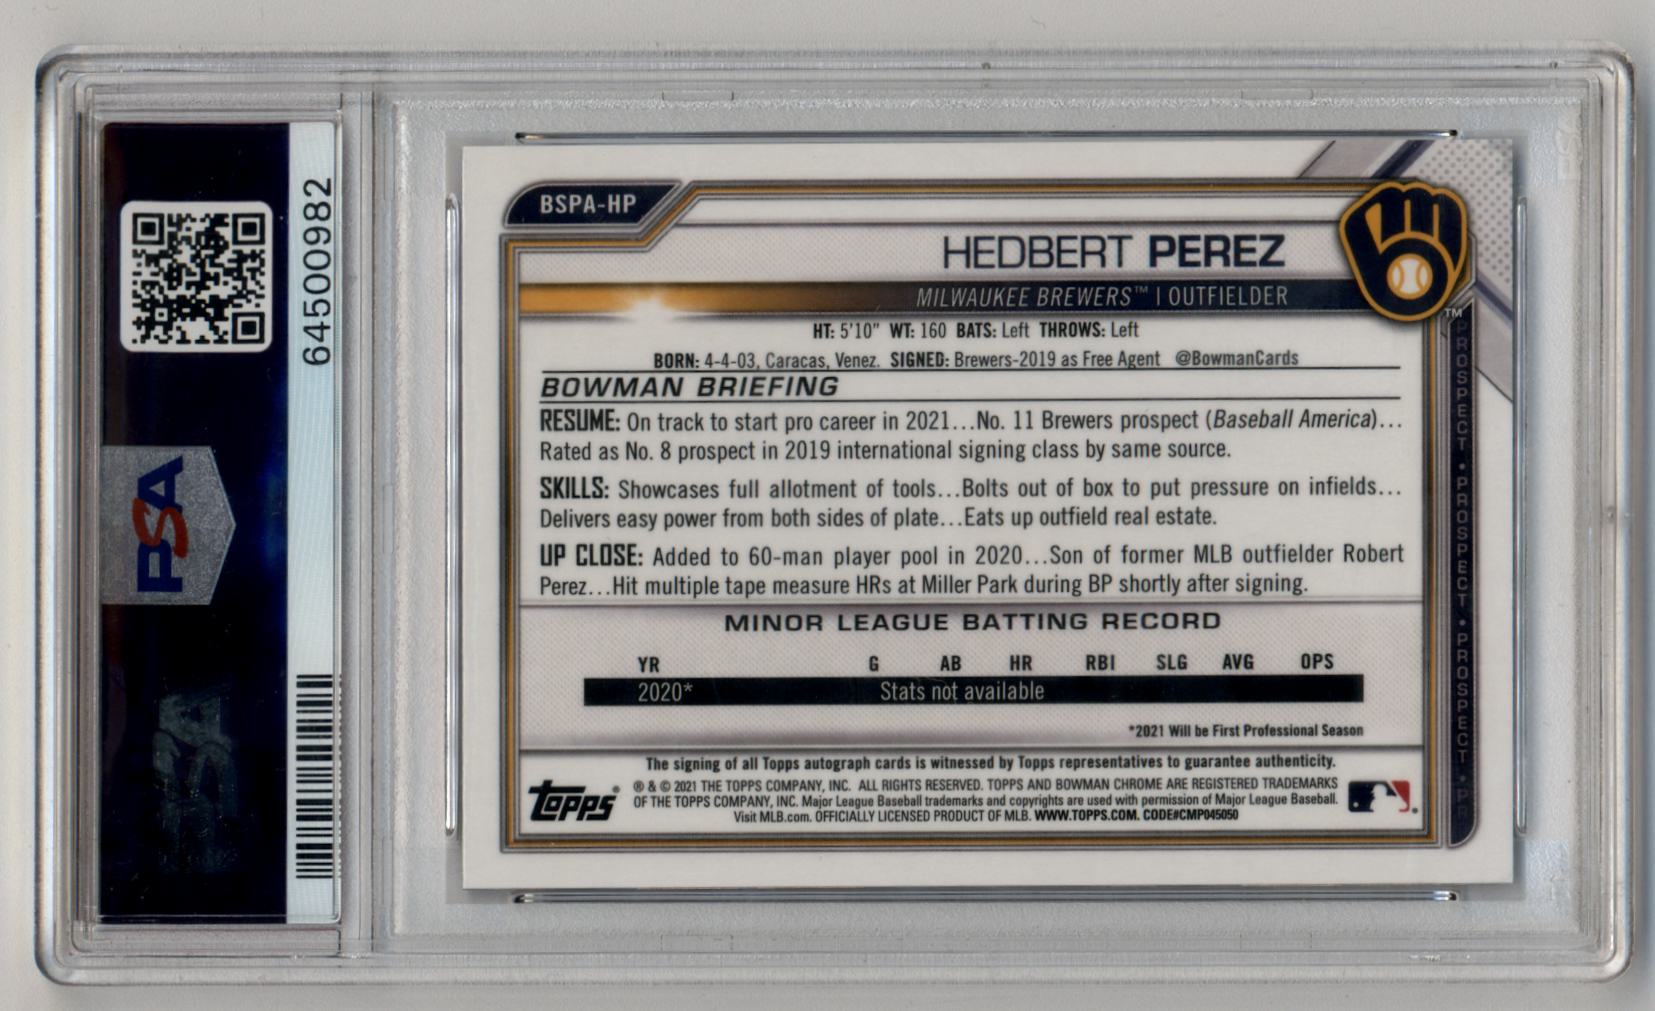 64500982
PSA
BSPA-HP
HEDBERT PEREZ
MILWAUKEE BREWERS™ | OUTFIELDER
TM
HT: 5'10" WT: 160 BATS: Left THROWS: Left
BORN: 4-4-03, Caracas, Venez. SIGNED: Brewers-2019 as Free Agent @BowmanCards
BOWMAN BRIEFING
RESUME: On track to start pro career in 2021...No. 11 Brewers prospect (Baseball America)...
Rated as No. 8 prospect in 2019 international signing class by same source.
SKILLS: Showcases full allotment of tools...Bolts out of box to put pressure on infields...
Delivers easy power from both sides of plate...Eats up outfield real estate.
UP CLOSE: Added to 60-man player pool in 2020...Son of former MLB outfielder Robert
Perez...Hit multiple tape measure HRs at Miller Park during BP shortly after signing.
MINOR LEAGUE BATTING RECORD
YR G AB HR RBI SLG AVG OPS
2020* Stats not available
*2021 Will be First Professional Season
The signing of all Topps autograph cards is witnessed by Topps representatives to guarantee authenticity.
topps®
® & © 2021 THE TOPPS COMPANY, INC. ALL RIGHTS RESERVED. TOPPS AND BOWMAN CHROME ARE REGISTERED TRADEMARKS
OF THE TOPPS COMPANY, INC. Major League Baseball trademarks and copyrights are used with permission of Major League Baseball.
Visit MLB.com. OFFICIALLY LICENSED PRODUCT OF MLB. WWW.TOPPS.COM. CODE#CMP045050
PROSPECT • PROSPECT • PROSPECT • PR